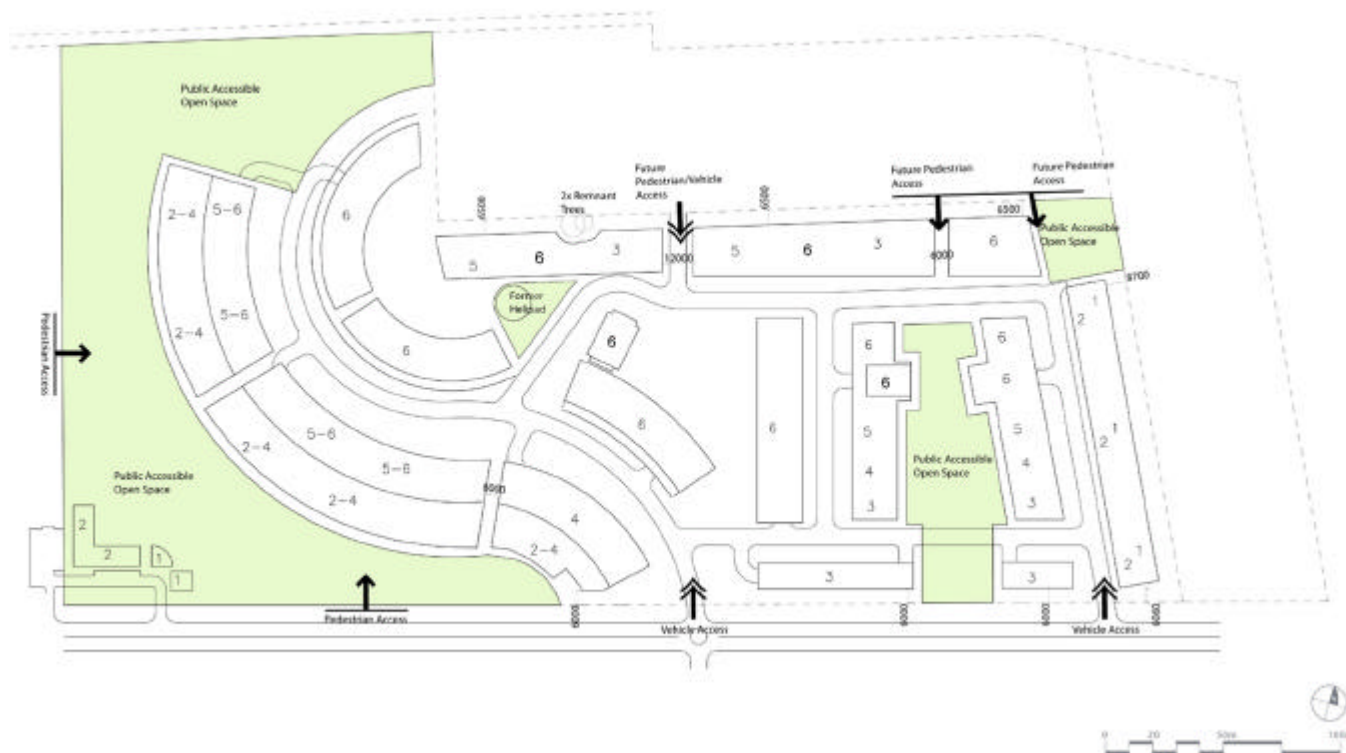 Public Accessible
Open Space
Future
Pedestrian/Vehicle
Access
Future Pedestrian
Access
Future Pedestrian
Access
2x Remnant
Trees
6500
2-4
5-6
6
5
6
3
12000
5
6
3
6000
6
Public Accessible
Open Space
Former
Helipad
2-4
5-6
6
6
Pedestrian Access
6
6
6
6
5
4
3
6
6
5
4
3
Public Accessible
Open Space
1
2
1
2
1
2
2-4
5-6
5-6
2-4
4
2-4
Public Accessible
Open Space
2
2
1
1
3
3
Pedestrian Access
Vehicle Access
Vehicle Access
6000
6000
0
20